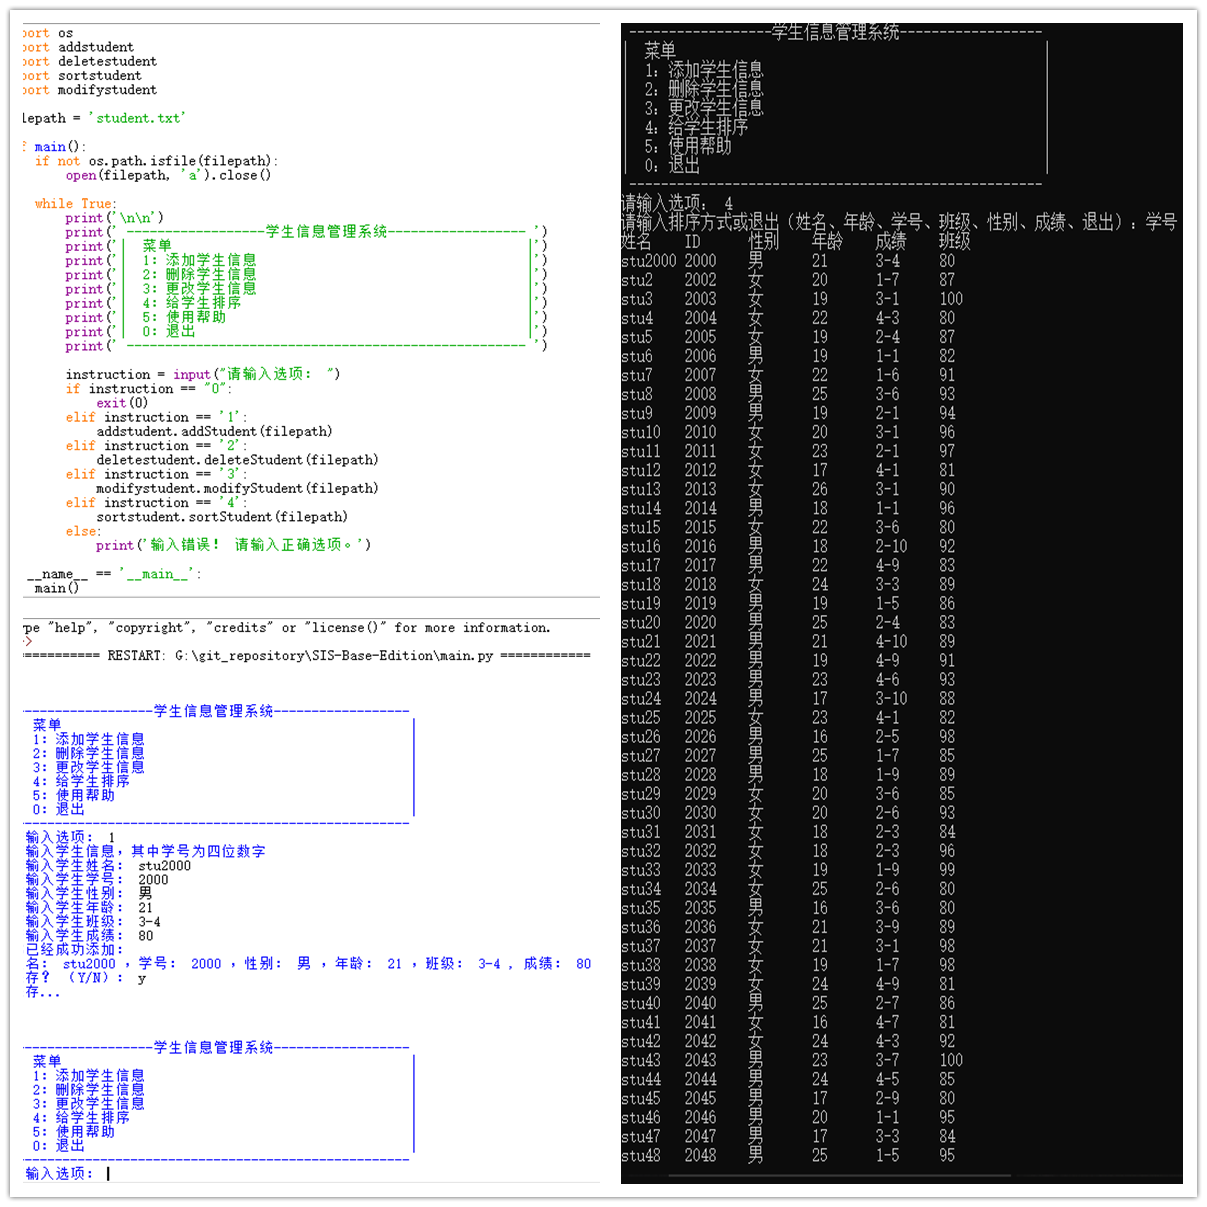 port os
port addstudent
port deletestudent
port sortstudent
port modifystudent
lepath = 'student.txt'
f main():
if not os.path.isfile(filepath):
open(filepath, 'a').close()
while True:
print('\n\n')
print(' ------------------学生信息管理系统------------------ ')
print('|  菜单                                               |')
print('|  1: 添加学生信息                                    |')
print('|  2: 删除学生信息                                    |')
print('|  3: 更改学生信息                                    |')
print('|  4: 给学生排序                                      |')
print('|  5: 使用帮助                                        |')
print('|  0: 退出                                            |')
print(' ---------------------------------------------------- ')
instruction = input("请输入选项： ")
if instruction == "0":
exit(0)
elif instruction == '1':
addstudent.addStudent(filepath)
elif instruction == '2':
deletestudent.deleteStudent(filepath)
elif instruction == '3':
modifystudent.modifyStudent(filepath)
elif instruction == '4':
sortstudent.sortStudent(filepath)
else:
print('输入错误！ 请输入正确选项。')
__name__ == '__main__':
main()
ype "help", "copyright", "credits" or "license()" for more information.
>
=========== RESTART: G:\git_repository\SIS-Base-Edition\main.py ============
------------------学生信息管理系统------------------
菜单 |
1: 添加学生信息 |
2: 删除学生信息 |
3: 更改学生信息 |
4: 给学生排序 |
5: 使用帮助 |
0: 退出 |
----------------------------------------------------
输入选项： 1
输入学生信息，其中学号为四位数字
输入学生姓名： stu2000
输入学生学号： 2000
输入学生性别： 男
输入学生年龄： 21
输入学生班级： 3-4
输入学生成绩： 80
已经成功添加：
名： stu2000 ，学号： 2000 ，性别： 男 ，年龄： 21 ，班级： 3-4 ，成绩： 80
存？ （Y/N）： y
存...
------------------学生信息管理系统------------------
菜单 |
1: 添加学生信息 |
2: 删除学生信息 |
3: 更改学生信息 |
4: 给学生排序 |
5: 使用帮助 |
0: 退出 |
----------------------------------------------------
输入选项：
------------------学生信息管理系统------------------
| 菜单 |
| 1: 添加学生信息 |
| 2: 删除学生信息 |
| 3: 更改学生信息 |
| 4: 给学生排序 |
| 5: 使用帮助 |
| 0: 退出 |
----------------------------------------------------
请输入选项： 4
请输入排序方式或退出（姓名、年龄、学号、班级、性别、成绩、退出）：学号
姓名 ID 性别 年龄 成绩 班级
stu2000 2000 男 21 3-4 80
stu2 2002 女 20 1-7 87
stu3 2003 女 19 3-1 100
stu4 2004 女 22 4-3 80
stu5 2005 女 19 2-4 87
stu6 2006 男 19 1-1 82
stu7 2007 女 22 1-6 91
stu8 2008 男 25 3-6 93
stu9 2009 男 19 2-1 94
stu10 2010 女 20 3-1 96
stu11 2011 女 23 2-1 97
stu12 2012 女 17 4-1 81
stu13 2013 女 26 3-1 90
stu14 2014 男 18 1-1 96
stu15 2015 女 22 3-6 80
stu16 2016 男 18 2-10 92
stu17 2017 男 22 4-9 83
stu18 2018 女 24 3-3 89
stu19 2019 男 19 1-5 86
stu20 2020 男 25 2-4 83
stu21 2021 男 21 4-10 89
stu22 2022 男 19 4-9 91
stu23 2023 男 23 4-6 93
stu24 2024 男 17 3-10 88
stu25 2025 女 23 4-1 82
stu26 2026 男 16 2-5 98
stu27 2027 男 25 1-7 85
stu28 2028 男 18 1-9 89
stu29 2029 女 20 3-6 85
stu30 2030 女 20 2-6 93
stu31 2031 女 18 2-3 84
stu32 2032 女 18 2-3 96
stu33 2033 女 19 1-9 99
stu34 2034 女 25 2-6 80
stu35 2035 男 16 3-6 80
stu36 2036 女 21 3-9 89
stu37 2037 女 21 3-1 98
stu38 2038 女 19 1-7 98
stu39 2039 女 24 4-9 81
stu40 2040 男 25 2-7 86
stu41 2041 女 16 4-7 81
stu42 2042 女 24 4-3 92
stu43 2043 男 23 3-7 100
stu44 2044 男 24 4-5 85
stu45 2045 男 17 2-9 80
stu46 2046 男 20 1-1 95
stu47 2047 男 17 3-3 84
stu48 2048 男 25 1-5 95